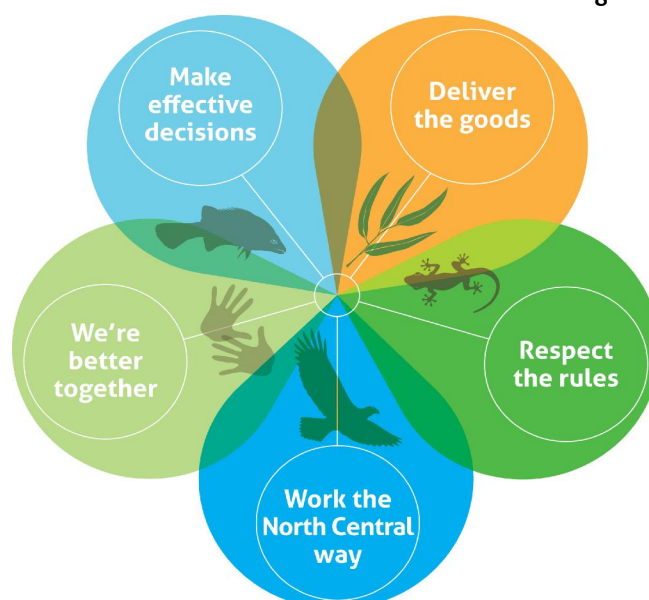 Make
effective
decisions
Deliver
the goods
We're
better
together
Respect
the rules
Work the
North Central
way